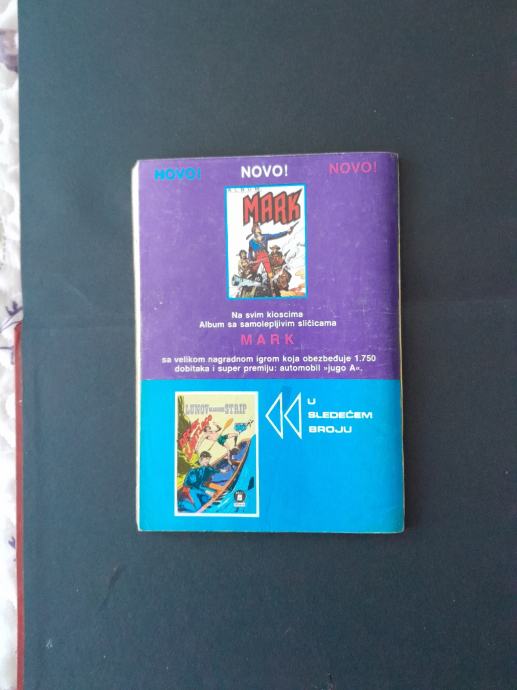 NOVO! NOVO! NOVO!
ALBUM
MARK
Na svim kioscima
Album sa samolepljivim sličicama
MARK
sa velikom nagradnom igrom koja obezbeđuje 1.750
dobitaka i super premiju: automobil »jugo A«.
LUNOV STRIP
U
SLEDEĆEM
BROJU